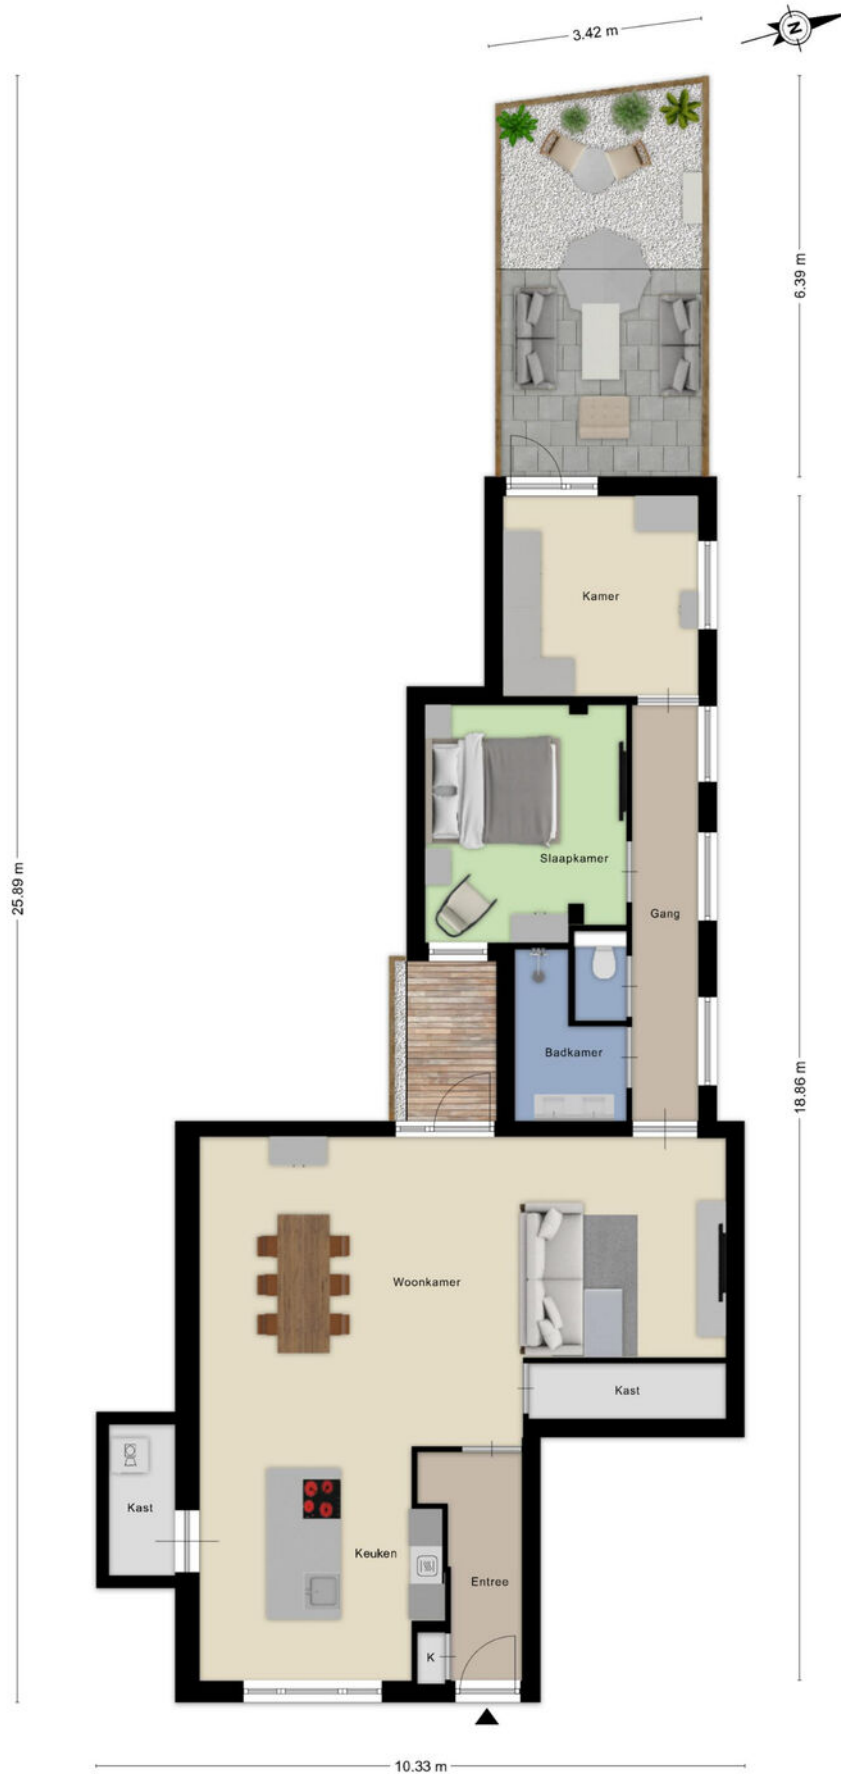 3.42 m
N
6.39 m
Kamer
Slaapkamer
25.89 m
Gang
Badkamer
18.86 m
Woonkamer
Kast
Kast
Keuken
Entree
K
10.33 m